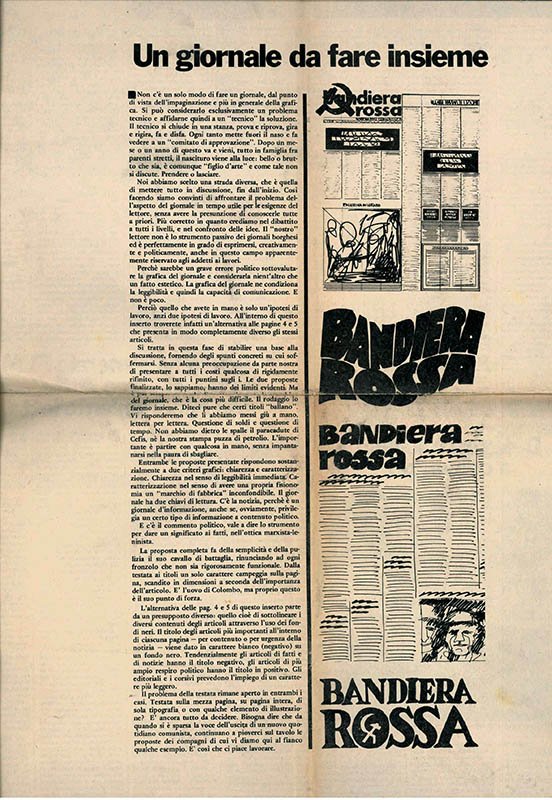 Un giornale da fare insieme
Non c'è un solo modo di fare un giornale, dal punto
di vista dell'impaginazione e più in generale della grafi-
ca. Si può considerarlo esclusivamente un problema
tecnico e affidarne quindi a un "tecnico" la soluzione.
Il tecnico si chiude in una stanza, prova e riprova, gira
e rigira, fa e disfa. Ogni tanto mette fuori il naso e fa
vedere a un "comitato di approvazione". Dopo un me-
se o un anno di questo va e vieni, tutto in famiglia fra
parenti stretti, il nascituro viene alla luce: bello o brut-
to che sia, è comunque "figlio d'arte" e come tale non
si discute. Prendere o lasciare.
Noi abbiamo scelto una strada diversa, che è quella
di mettere tutto in discussione, fin dall'inizio. Così
facendo siamo convinti di affrontare il problema del-
l'aspetto del giornale in tempo utile per le esigenze del
lettore, senza avere la presunzione di conoscerle tutte
a priori. Più corretto in quanto crediamo nel dibattito
a tutti i livelli, e nel confronto delle idee. Il "nostro"
lettore non è lo strumento passivo dei giornali borghesi
ed è perfettamente in grado di esprimersi, creativamen-
te e politicamente, anche in questo campo apparente-
mente riservato agli addetti ai lavori.
Perchè sarebbe un grave errore politico sottovaluta-
re la grafica del giornale e considerarla nient'altro che
un fatto estetico. La grafica del giornale ne condiziona
la leggibilità e quindi la capacità di comunicazione. E
non è poco.
Perciò quello che avete in mano è solo un'ipotesi di
lavoro, anzi due ipotesi di lavoro. All'interno di questo
inserto troverete infatti un'alternativa alle pagine 4 e 5
che presenta in modo completamente diverso gli stessi
articoli.
Si tratta in questa fase di stabilire una base alla
discussione, fornendo degli spunti concreti su cui sof-
fermarsi. Senza alcuna preoccupazione da parte nostra
di presentare a tutti i costi qualcosa di rigidamente
rifinito, con tutti i puntini sugli i. Le due proposte
finalizzate, lo sappiamo, hanno dei limiti evidenti. Ma
del giornale, che è la cosa più difficile. Il rodaggio lo
faremo insieme. Diteci pure che certi titoli "ballano".
Vi risponderemo che li abbiamo messi giù a mano,
lettera per lettera. Questione di soldi e questione di
tempo. Non abbiamo dietro le spalle il paracadute di
Cefis, nè la nostra stampa puzza di petrolio. L'impor-
tante è partire con qualcosa in mano, senza impanta-
narsi nella paura di sbagliare.
Entrambe le proposte presentate rispondono sostan-
zialmente a due criteri grafici: chiarezza e caratterizza-
zione. Chiarezza nel senso di leggibilità immediata. Ca-
ratterizzazione nel senso di avere una propria fisiono-
mia un "marchio di fabbrica" inconfondibile. Il gior-
nale ha due chiavi di lettura. C'è la notizia, perchè è un
giornale d'informazione, anche se, ovviamente, privile-
gia un certo tipo di informazione a contenuto politico.
E c'è il commento politico, vale a dire lo strumento
per dare un significato ai fatti, nell'ottica marxista-le-
ninista.
La proposta completa fa della semplicità e della pu-
lizia il suo cavallo di battaglia, rinunciando ad ogni
fronzolo che non sia rigorosamente funzionale. Dalla
testata ai titoli un solo carattere campeggia sulla pagi-
na, scandito in dimensioni a seconda dell'importanza
dell'articolo. E' l'uovo di Colombo, ma proprio questo
è il suo punto di forza.
L'alternativa delle pag. 4 e 5 di questo inserto parte
da un presupposto diverso: quello cioè di sottolineare i
diversi contenuti degli articoli attraverso l'uso dei fon-
di neri. Il titolo degli articoli più importanti all'interno
di ciascuna pagina — per contenuto o per urgenza della
notizia — viene dato in carattere bianco (negativo) su
un fondo nero. Tendenzialmente gli articoli di fatti e
di notizie hanno il titolo negativo, gli articoli di più
ampio respiro politico hanno il titolo in positivo. Gli
editoriali e i corsivi prevedono l'impiego di un caratte-
re più leggero.
Il problema della testata rimane aperto in entrambi i
casi. Testata sulla mezza pagina, su pagina intera, di
sola tipografia o con qualche elemento di illustrazio-
ne? E' ancora tutto da decidere. Bisogna dire che da
quando si è sparsa la voce dell'uscita di un nuovo quo-
tidiano comunista, continuano a pioverci sul tavolo le
proposte dei compagni di cui vi diamo qui al fianco
qualche esempio. E' così che ci piace lavorare.
Bandiera
rossa
BANDIERA
ROSSA
Bandiera
rossa
BANDIERA
ROSSA